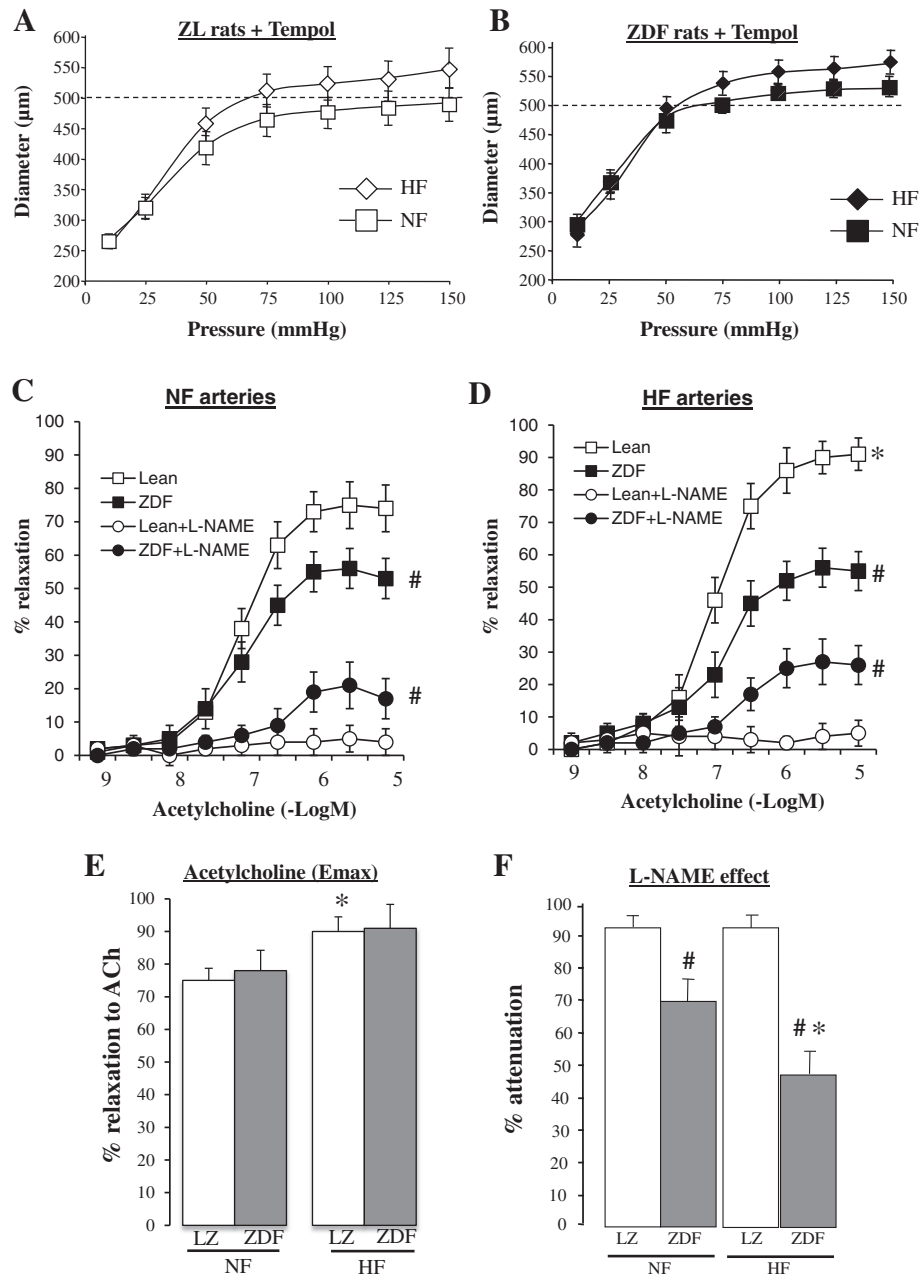 A
ZL rats + Tempol
600
550
500
450
400
350
300
250
200
Diameter (µm)
0
25
50
75
100
125
150
Pressure (mmHg)
HF
NF
B
ZDF rats + Tempol
600
550
500
450
400
350
300
250
200
Diameter (µm)
0
25
50
75
100
125
150
Pressure (mmHg)
HF
NF
C
NF arteries
100
90
80
70
60
50
40
30
20
10
0
% relaxation
Lean
ZDF
Lean+L-NAME
ZDF+L-NAME
#
#
9
8
7
6
5
Acetylcholine (-LogM)
D
HF arteries
100
90
80
70
60
50
40
30
20
10
0
% relaxation
Lean
ZDF
Lean+L-NAME
ZDF+L-NAME
*
#
#
9
8
7
6
5
Acetylcholine (-LogM)
E
Acetylcholine (Emax)
100
90
80
70
60
50
40
30
20
10
0
% relaxation to ACh
*
LZ
ZDF
LZ
ZDF
NF
HF
F
L-NAME effect
100
90
80
70
60
50
40
30
20
10
0
% attenuation
#
# *
LZ
ZDF
LZ
ZDF
NF
HF